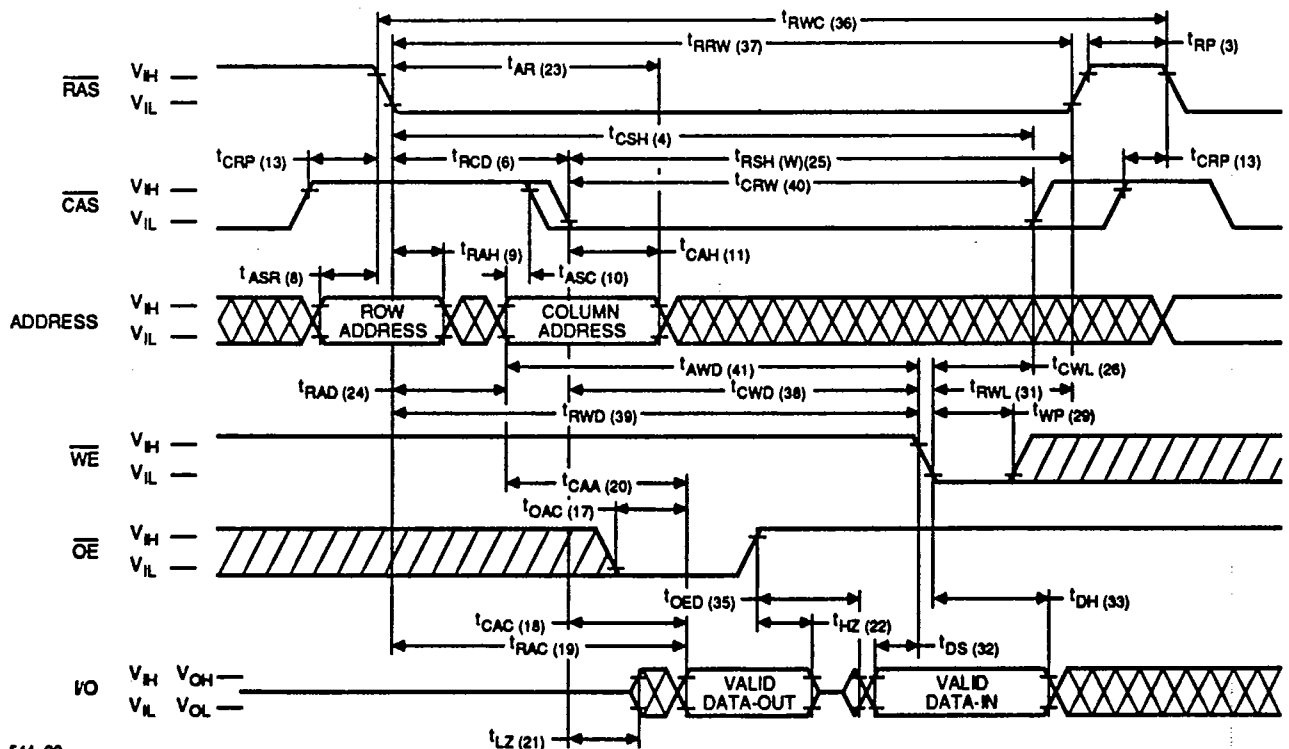 tRWC (36)
tRRW (37)
tRP (3)
tAR (23)
RAS
VIH
VIL
tCSH (4)
tCRP (13)
tRCD (6)
tRSH (W)(25)
tCRP (13)
tCRW (40)
CAS
VIH
VIL
tRAH (9)
tCAH (11)
tASR (8)
tASC (10)
ADDRESS
VIH
VIL
ROW ADDRESS
COLUMN ADDRESS
tAWD (41)
tCWL (26)
tRAD (24)
tCWD (38)
tRWL (31)
tRWD (39)
tWP (29)
WE
VIH
VIL
tCAA (20)
tOAC (17)
OE
VIH
VIL
tOED (35)
tDH (33)
tCAC (18)
tHZ (22)
tRAC (19)
tDS (32)
I/O
VIH VOH
VIL VOL
VALID DATA-OUT
VALID DATA-IN
tLZ (21)